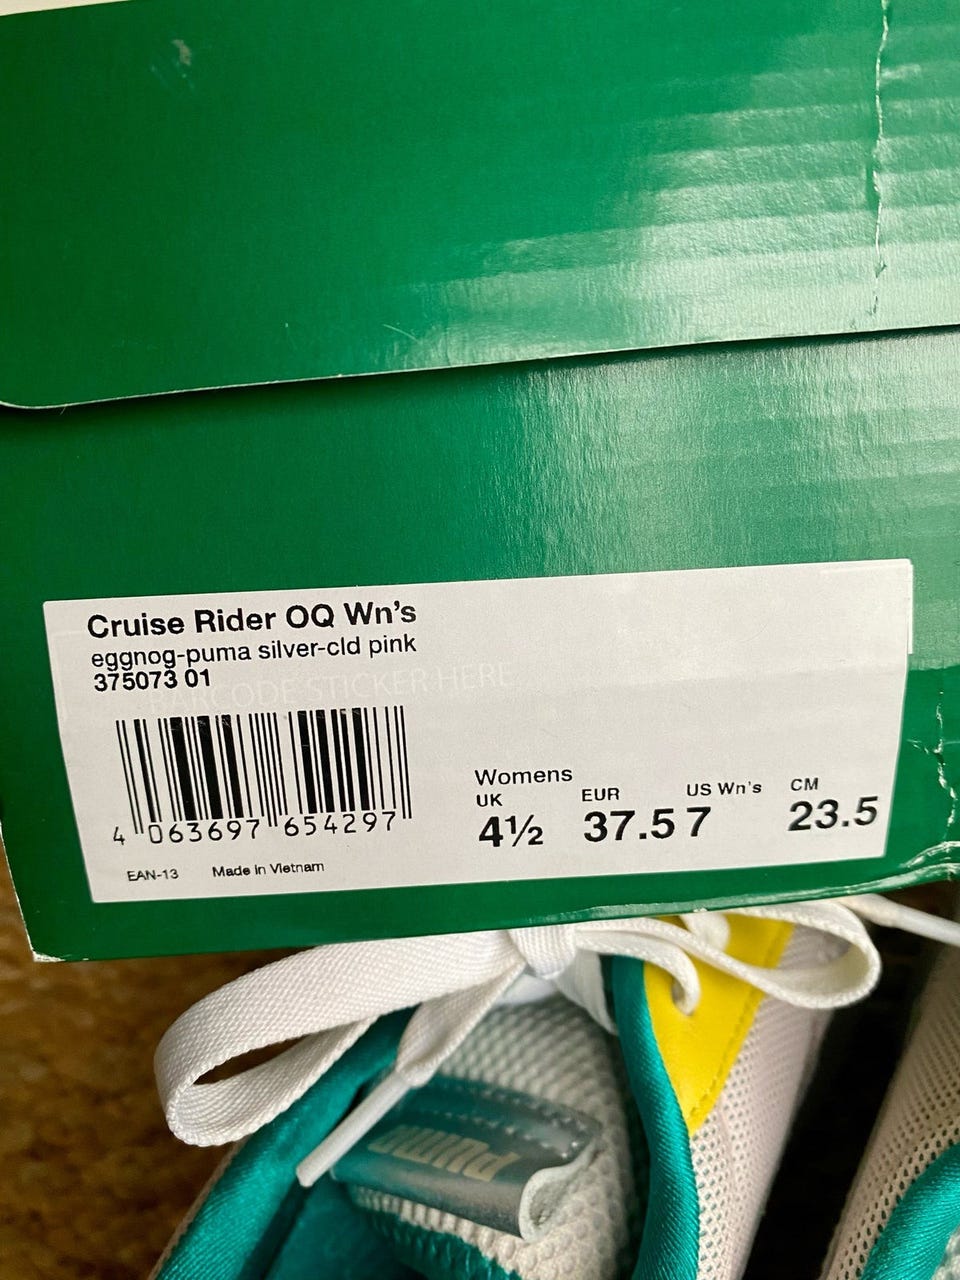 Cruise Rider OQ Wn's
eggnog-puma silver-cld pink
375073 01
BARCODE STICKER HERE
4 063697 654297
EAN-13 Made in Vietnam
Womens
UK EUR US Wn's CM
4½ 37.5 7 23.5
PUMA